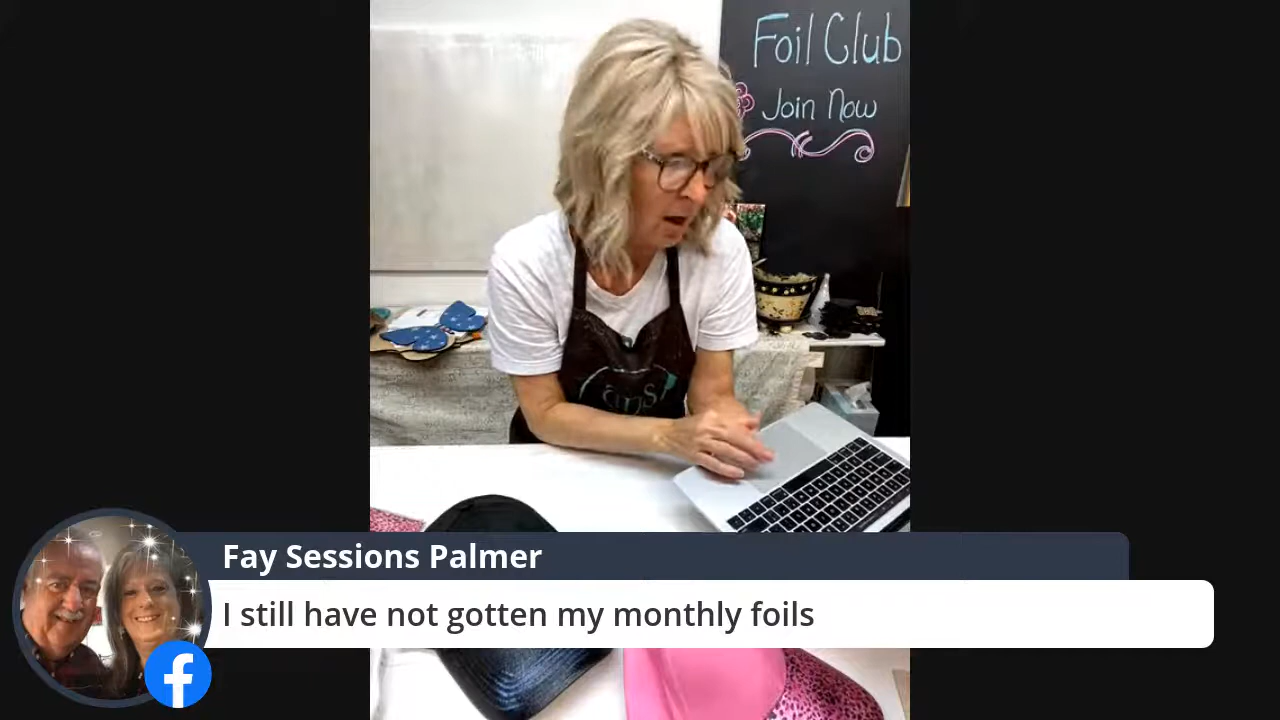 Foil Club
Join Now
Fay Sessions Palmer
I still have not gotten my monthly foils